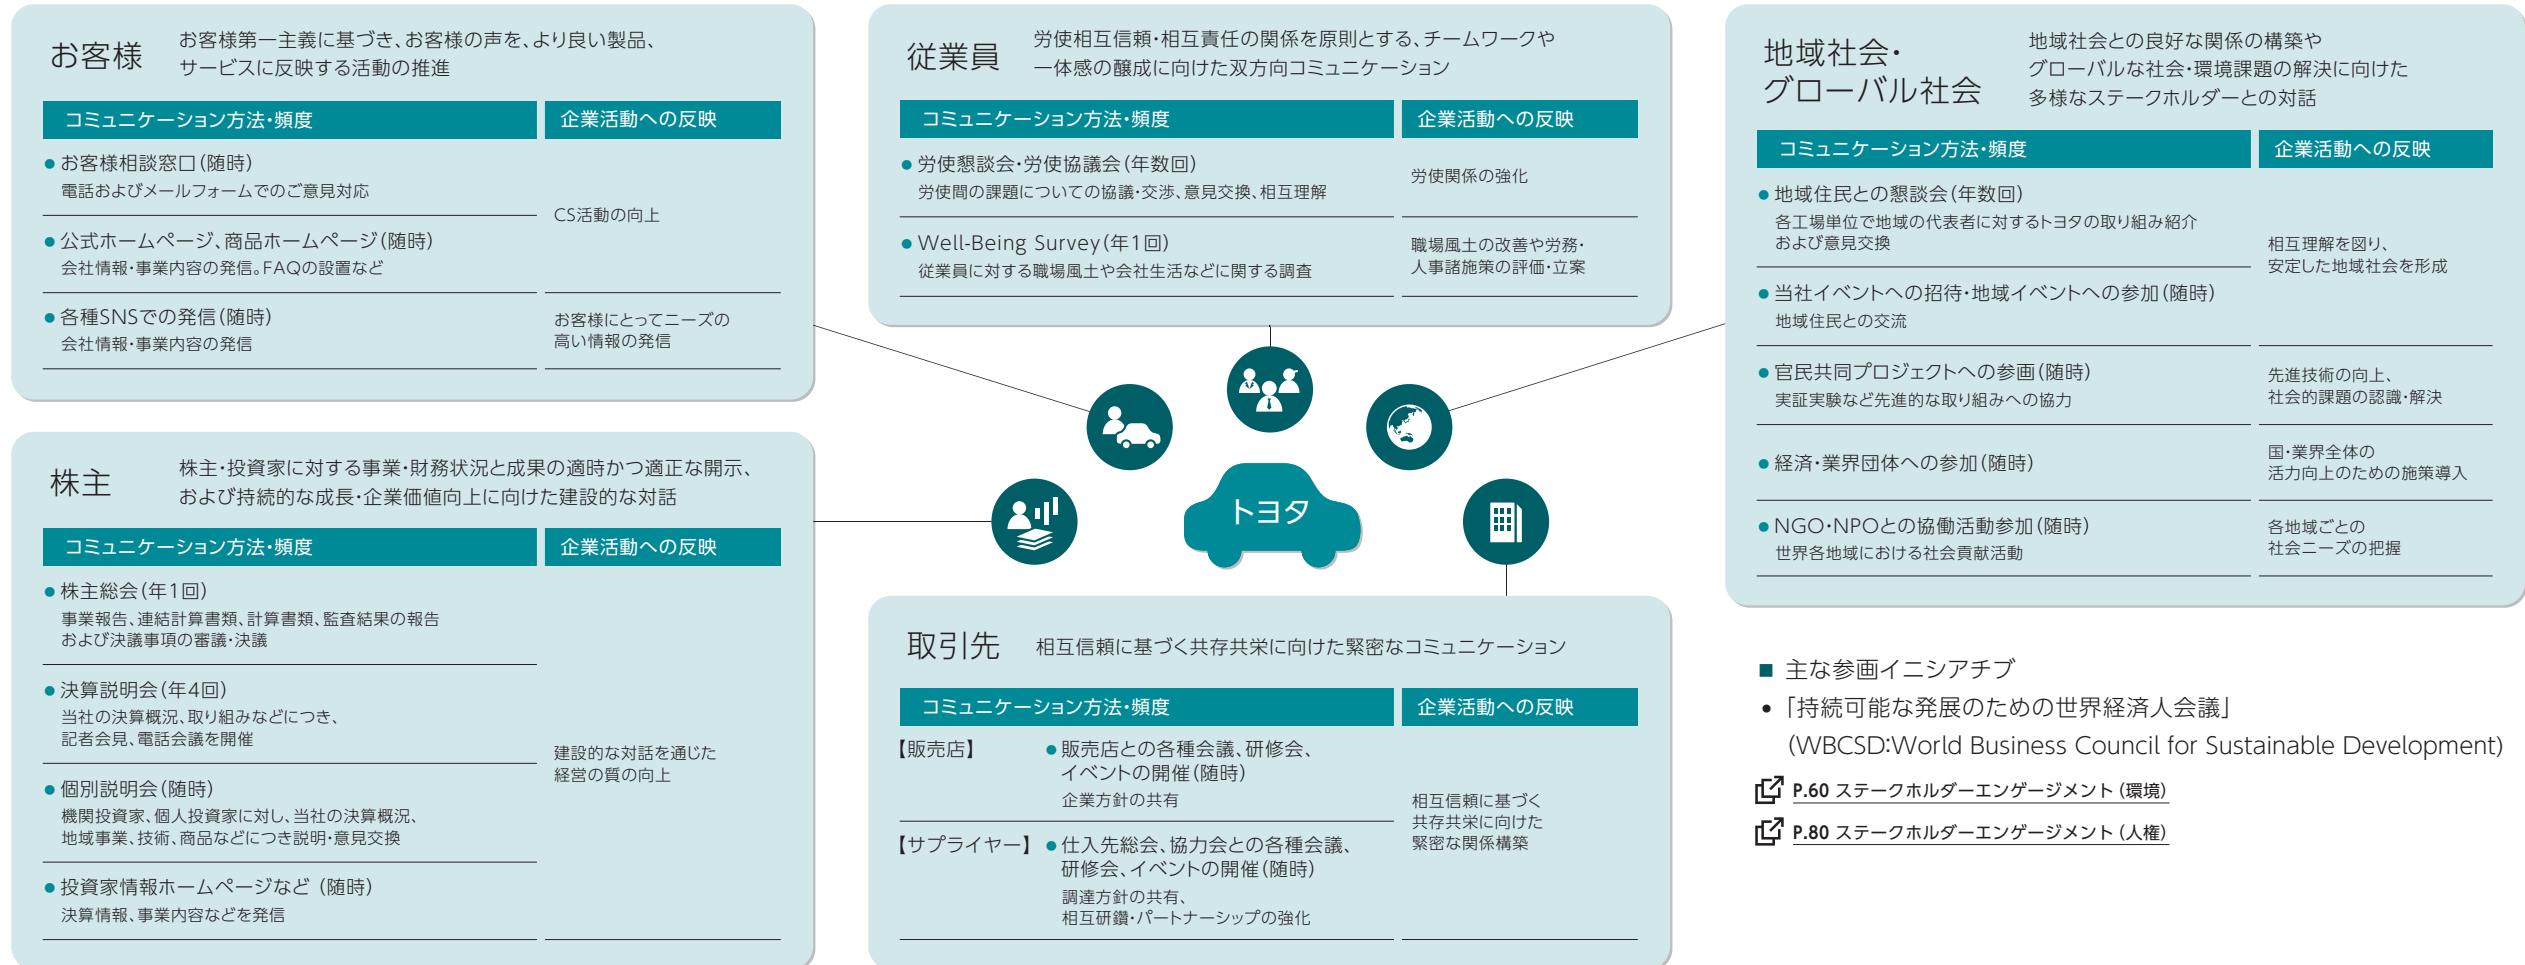 お客様
お客様第一主義に基づき、お客様の声を、より良い製品、
サービスに反映する活動の推進
コミュニケーション方法・頻度
企業活動への反映
●お客様相談窓口(随時)
電話およびメールフォームでのご意見対応
●公式ホームページ、商品ホームページ(随時)
会社情報・事業内容の発信。FAQの設置など
CS活動の向上
●各種SNSでの発信(随時)
会社情報・事業内容の発信
お客様にとってニーズの
高い情報の発信
株主
株主・投資家に対する事業・財務状況と成果の適時かつ適正な開示、
および持続的な成長・企業価値向上に向けた建設的な対話
コミュニケーション方法・頻度
企業活動への反映
●株主総会(年1回)
事業報告、連結計算書類、計算書類、監査結果の報告
および決議事項の審議・決議
●決算説明会(年4回)
当社の決算概況、取り組みなどにつき、
記者会見、電話会議を開催
●個別説明会(随時)
機関投資家、個人投資家に対し、当社の決算概況、
地域事業、技術、商品などにつき説明・意見交換
●投資家情報ホームページなど (随時)
決算情報、事業内容などを発信
建設的な対話を通じた
経営の質の向上
従業員
労使相互信頼・相互責任の関係を原則とする、チームワークや
一体感の醸成に向けた双方向コミュニケーション
コミュニケーション方法・頻度
企業活動への反映
●労使懇談会・労使協議会(年数回)
労使間の課題についての協議・交渉、意見交換、相互理解
労使関係の強化
●Well-Being Survey(年1回)
従業員に対する職場風土や会社生活などに関する調査
職場風土の改善や労務・
人事諸施策の評価・立案
トヨタ
取引先
相互信頼に基づく共存共栄に向けた緊密なコミュニケーション
コミュニケーション方法・頻度
企業活動への反映
【販売店】
●販売店との各種会議、研修会、
イベントの開催(随時)
企業方針の共有
【サプライヤー】
●仕入先総会、協力会との各種会議、
研修会、イベントの開催(随時)
調達方針の共有、
相互研鑽・パートナーシップの強化
相互信頼に基づく
共存共栄に向けた
緊密な関係構築
地域社会・
グローバル社会
地域社会との良好な関係の構築や
グローバルな社会・環境課題の解決に向けた
多様なステークホルダーとの対話
コミュニケーション方法・頻度
企業活動への反映
●地域住民との懇談会(年数回)
各工場単位で地域の代表者に対するトヨタの取り組み紹介
および意見交換
●当社イベントへの招待・地域イベントへの参加(随時)
地域住民との交流
相互理解を図り、
安定した地域社会を形成
●官民共同プロジェクトへの参画(随時)
実証実験など先進的な取り組みへの協力
先進技術の向上、
社会的課題の認識・解決
●経済・業界団体への参加(随時)
国・業界全体の
活力向上のための施策導入
●NGO・NPOとの協働活動参加(随時)
世界各地域における社会貢献活動
各地域ごとの
社会ニーズの把握
■ 主な参画イニシアチブ
• 「持続可能な発展のための世界経済人会議」
(WBCSD:World Business Council for Sustainable Development)
P.60 ステークホルダーエンゲージメント (環境)
P.80 ステークホルダーエンゲージメント (人権)